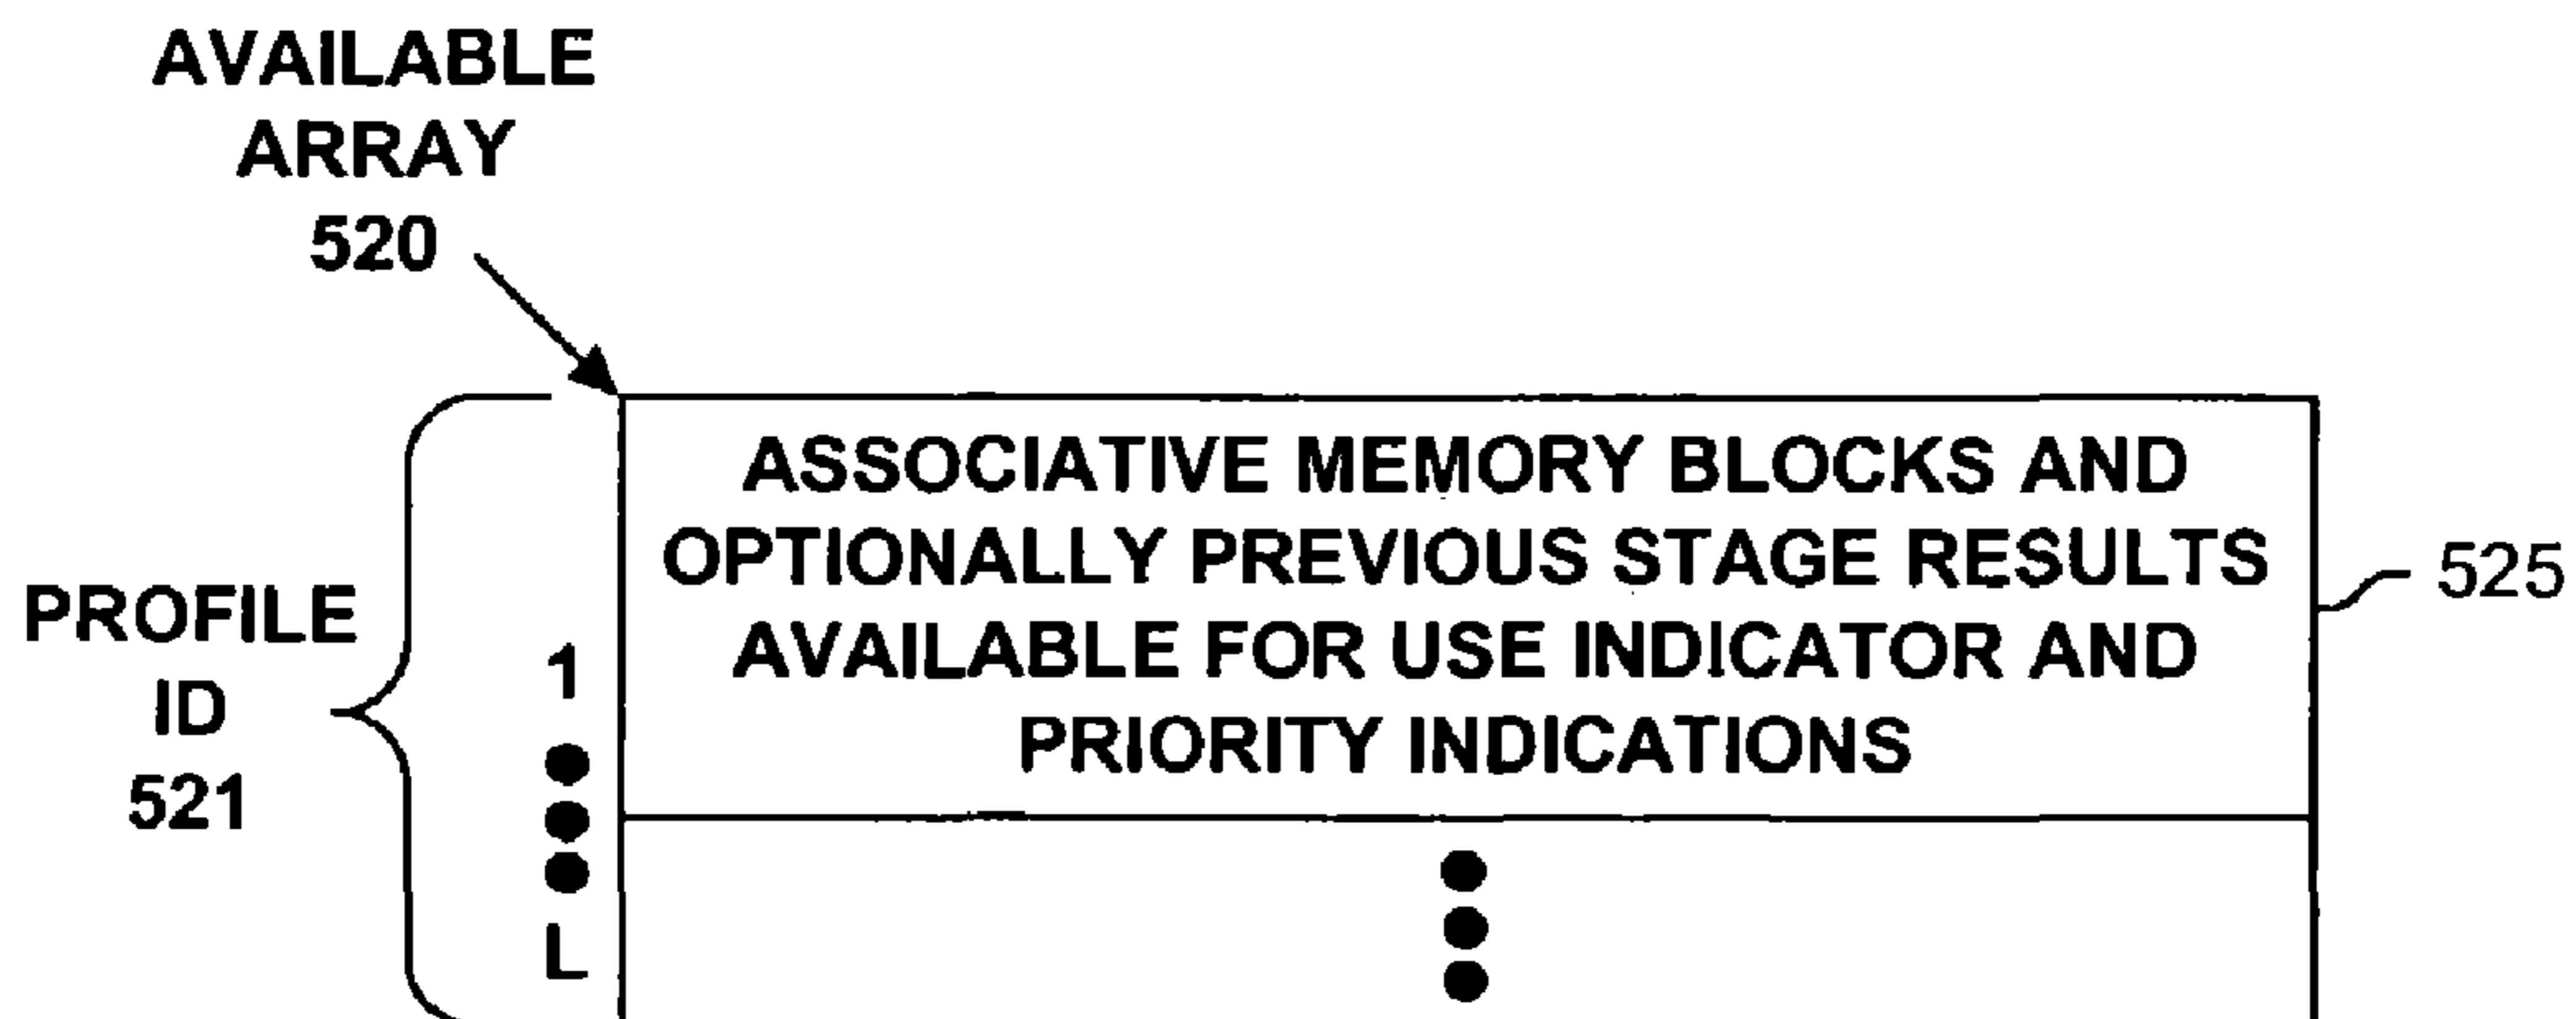 AVAILABLE
ARRAY
520
ASSOCIATIVE MEMORY BLOCKS AND
OPTIONALLY PREVIOUS STAGE RESULTS
AVAILABLE FOR USE INDICATOR AND
PRIORITY INDICATIONS
525
PROFILE
ID
521
1
L